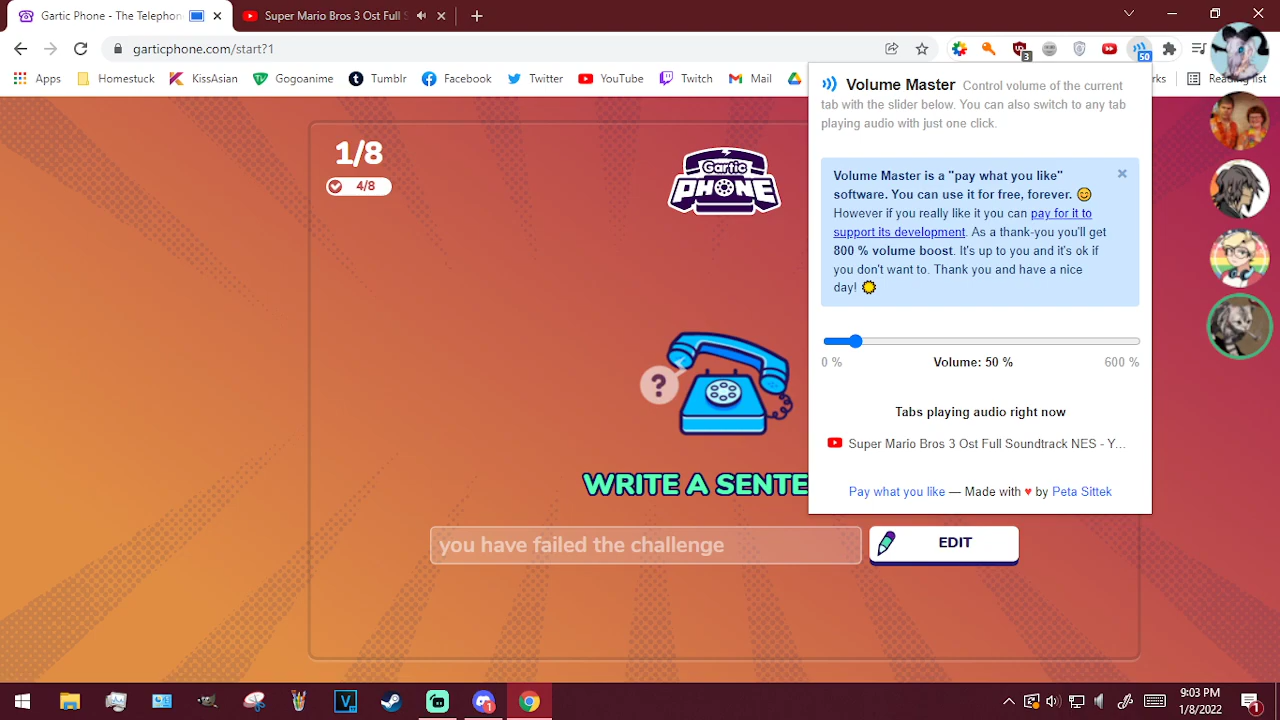 Gartic Phone - The Telephon
Super Mario Bros 3 Ost Full S
garticphone.com/start?1
3
50
Apps
Homestuck
KissAsian
Gogoanime
Tumblr
Facebook
Twitter
YouTube
Twitch
Mail
rks
Reading list
1/8
4/8
Gartic
PHONE
?
WRITE A SENTE
you have failed the challenge
EDIT
Volume Master Control volume of the current
tab with the slider below. You can also switch to any tab
playing audio with just one click.
Volume Master is a "pay what you like"
software. You can use it for free, forever. 😊
However if you really like it you can pay for it to
support its development. As a thank-you you'll get
800 % volume boost. It's up to you and it's ok if
you don't want to. Thank you and have a nice
day! 🌞
0 %
Volume: 50 %
600 %
Tabs playing audio right now
Super Mario Bros 3 Ost Full Soundtrack NES - Y...
Pay what you like — Made with ♥ by Peta Sittek
V
1
9:03 PM
1/8/2022
1